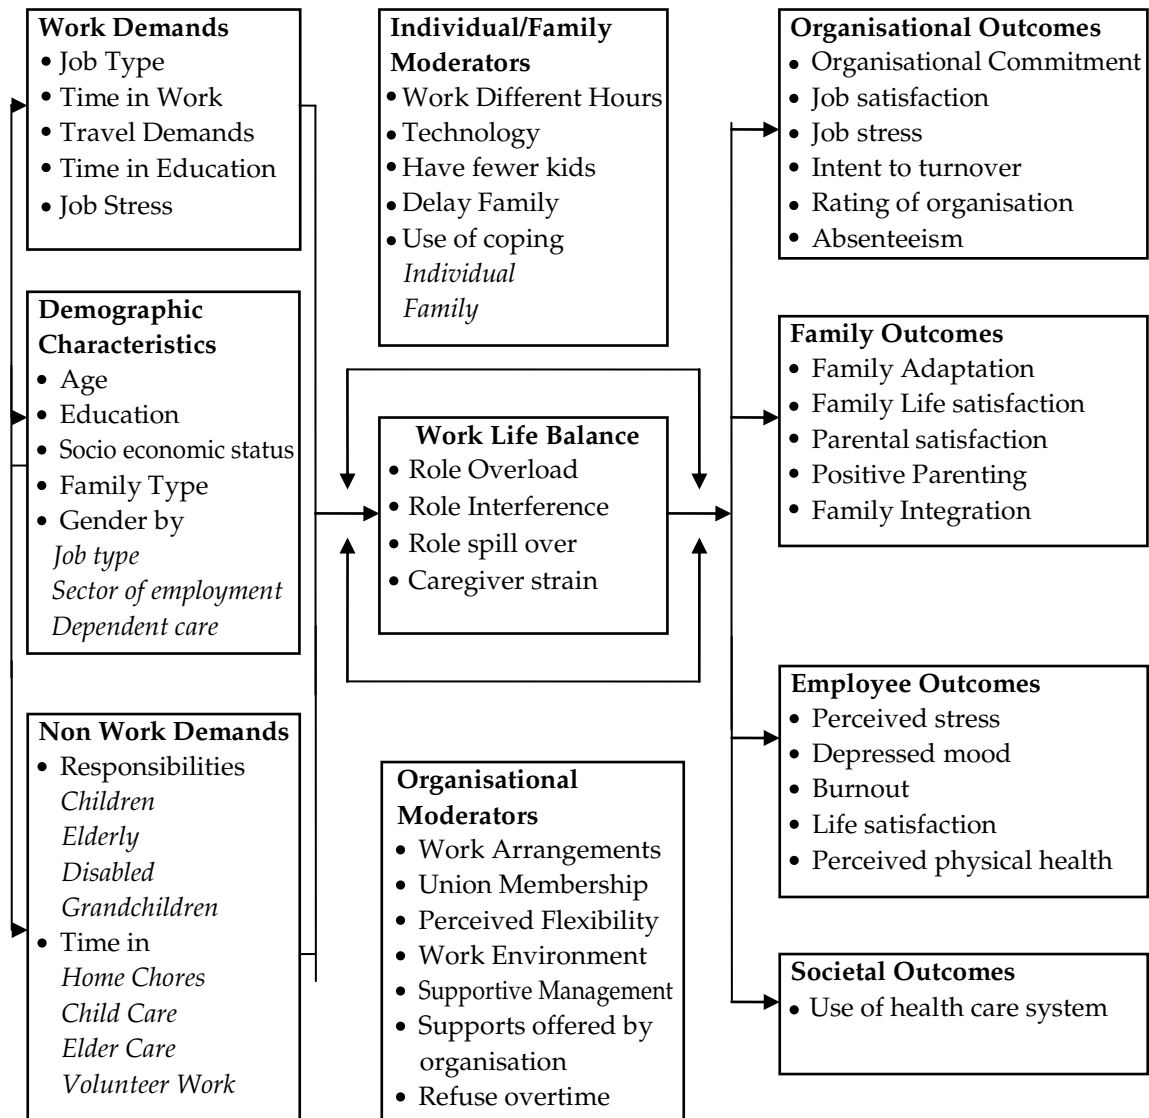 Work Demands
• Job Type
• Time in Work
• Travel Demands
• Time in Education
• Job Stress
Demographic
Characteristics
• Age
• Education
• Socio economic status
• Family Type
• Gender by
Job type
Sector of employment
Dependent care
Non Work Demands
• Responsibilities
Children
Elderly
Disabled
Grandchildren
• Time in
Home Chores
Child Care
Elder Care
Volunteer Work
Individual/Family
Moderators
• Work Different Hours
• Technology
• Have fewer kids
• Delay Family
• Use of coping
Individual
Family
Work Life Balance
• Role Overload
• Role Interference
• Role spill over
• Caregiver strain
Organisational
Moderators
• Work Arrangements
• Union Membership
• Perceived Flexibility
• Work Environment
• Supportive Management
• Supports offered by
organisation
• Refuse overtime
Organisational Outcomes
• Organisational Commitment
• Job satisfaction
• Job stress
• Intent to turnover
• Rating of organisation
• Absenteeism
Family Outcomes
• Family Adaptation
• Family Life satisfaction
• Parental satisfaction
• Positive Parenting
• Family Integration
Employee Outcomes
• Perceived stress
• Depressed mood
• Burnout
• Life satisfaction
• Perceived physical health
Societal Outcomes
• Use of health care system